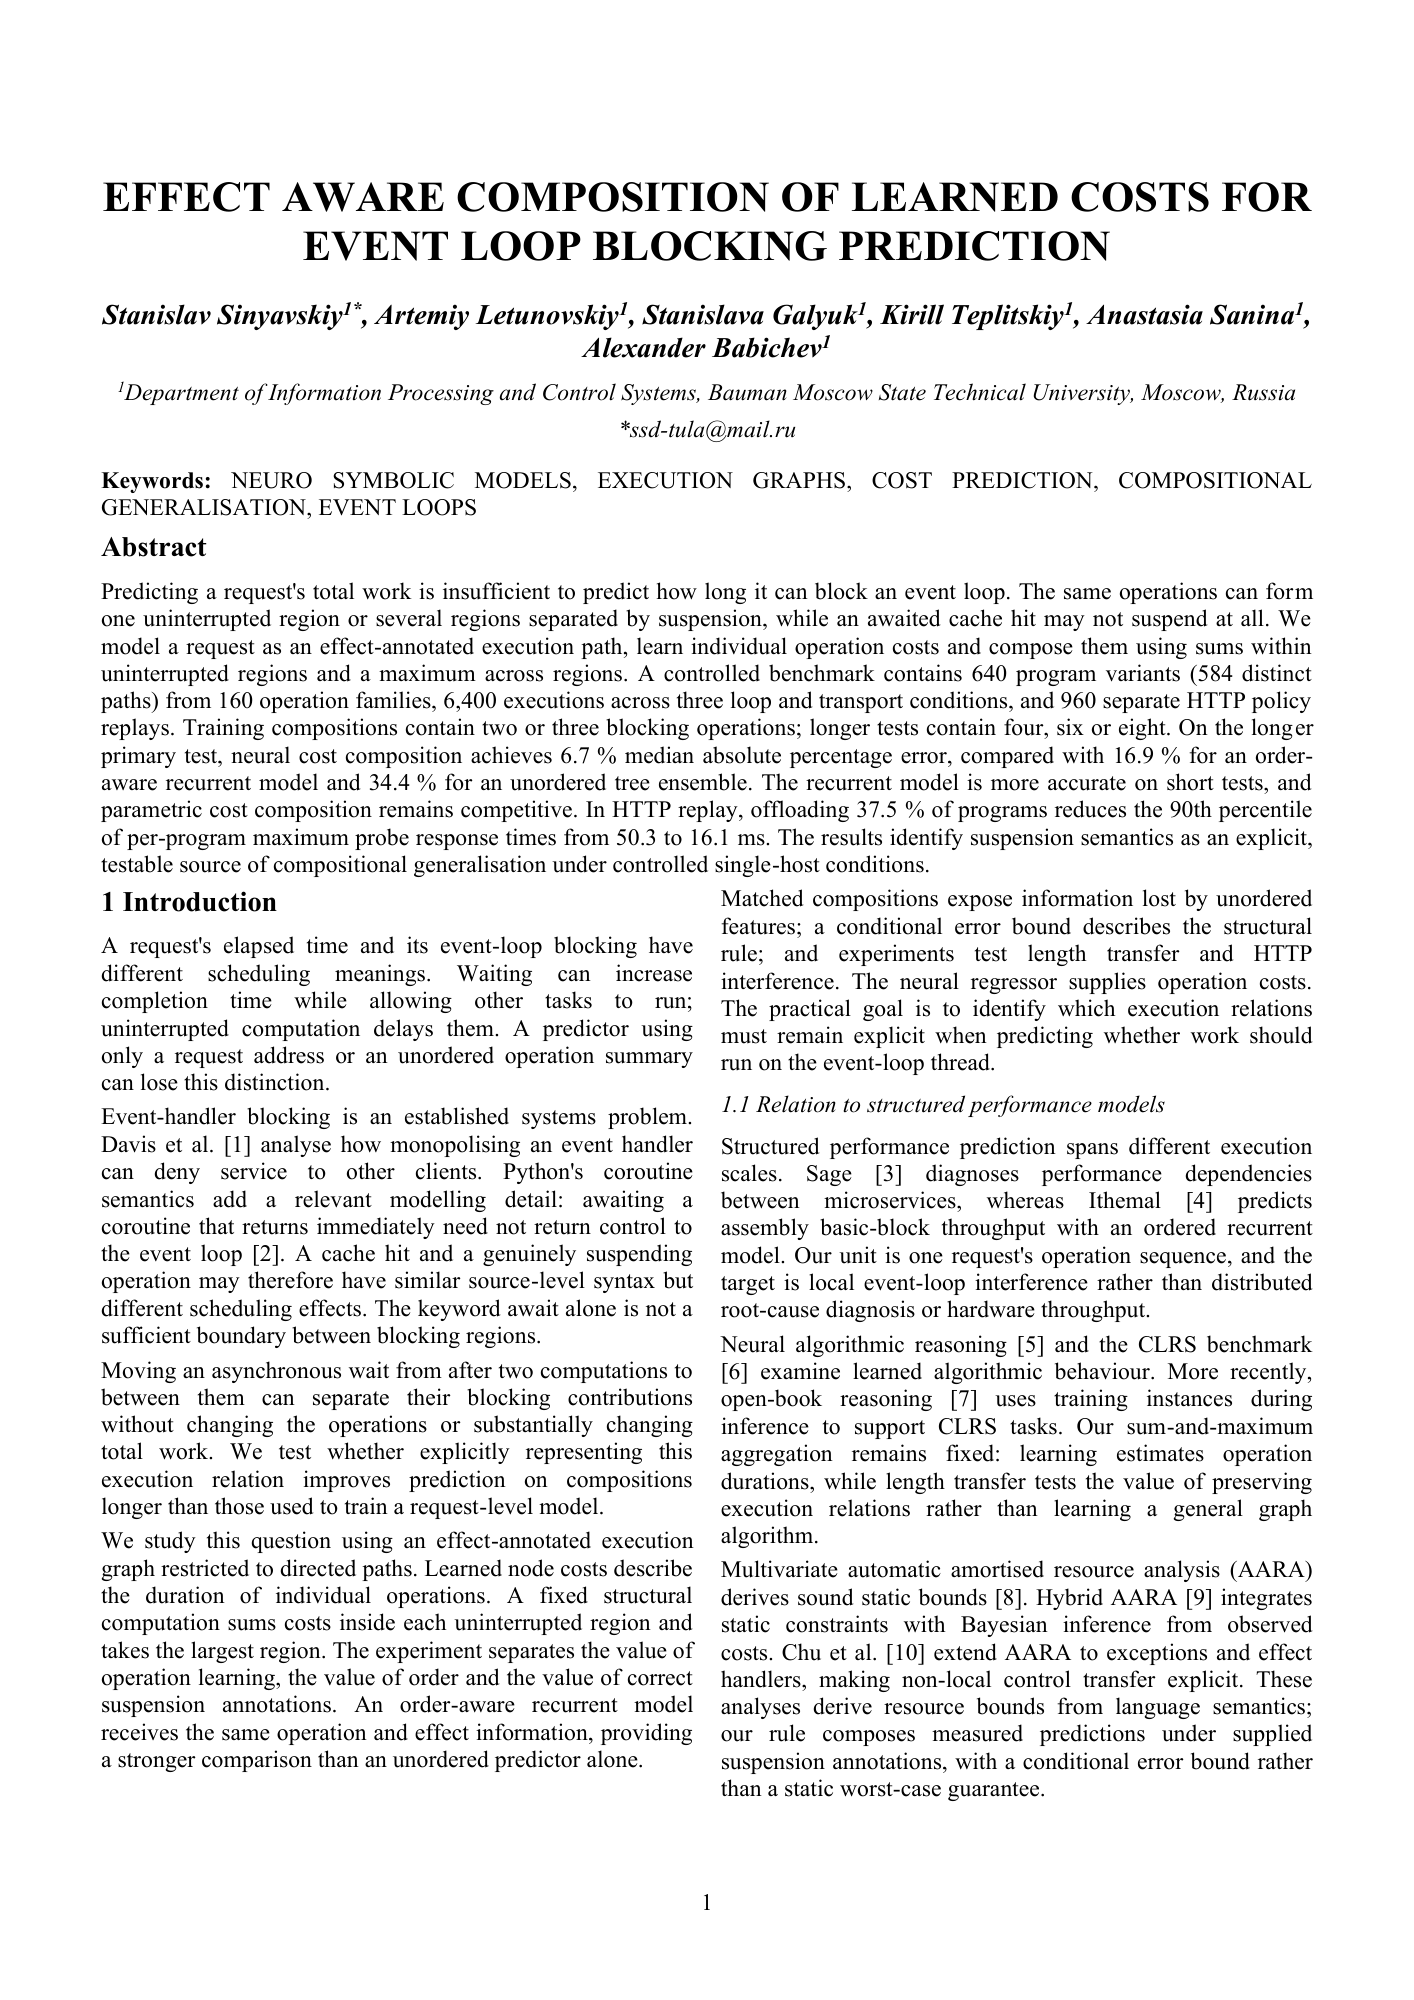 EFFECT AWARE COMPOSITION OF LEARNED COSTS FOR
EVENT LOOP BLOCKING PREDICTION
Stanislav Sinyavskiy1*, Artemiy Letunovskiy1, Stanislava Galyuk1, Kirill Teplitskiy1, Anastasia Sanina1,
Alexander Babichev1
1Department of Information Processing and Control Systems, Bauman Moscow State Technical University, Moscow, Russia
*ssd-tula@mail.ru
Keywords: NEURO SYMBOLIC MODELS, EXECUTION GRAPHS, COST PREDICTION, COMPOSITIONAL
GENERALISATION, EVENT LOOPS
Abstract
Predicting a request's total work is insufficient to predict how long it can block an event loop. The same operations can form
one uninterrupted region or several regions separated by suspension, while an awaited cache hit may not suspend at all. We
model a request as an effect-annotated execution path, learn individual operation costs and compose them using sums within
uninterrupted regions and a maximum across regions. A controlled benchmark contains 640 program variants (584 distinct
paths) from 160 operation families, 6,400 executions across three loop and transport conditions, and 960 separate HTTP policy
replays. Training compositions contain two or three blocking operations; longer tests contain four, six or eight. On the longer
primary test, neural cost composition achieves 6.7 % median absolute percentage error, compared with 16.9 % for an order-
aware recurrent model and 34.4 % for an unordered tree ensemble. The recurrent model is more accurate on short tests, and
parametric cost composition remains competitive. In HTTP replay, offloading 37.5 % of programs reduces the 90th percentile
of per-program maximum probe response times from 50.3 to 16.1 ms. The results identify suspension semantics as an explicit,
testable source of compositional generalisation under controlled single-host conditions.
1 Introduction
A request's elapsed time and its event-loop blocking have
different scheduling meanings. Waiting can increase
completion time while allowing other tasks to run;
uninterrupted computation delays them. A predictor using
only a request address or an unordered operation summary
can lose this distinction.
Event-handler blocking is an established systems problem.
Davis et al. [1] analyse how monopolising an event handler
can deny service to other clients. Python's coroutine
semantics add a relevant modelling detail: awaiting a
coroutine that returns immediately need not return control to
the event loop [2]. A cache hit and a genuinely suspending
operation may therefore have similar source-level syntax but
different scheduling effects. The keyword await alone is not a
sufficient boundary between blocking regions.
Moving an asynchronous wait from after two computations to
between them can separate their blocking contributions
without changing the operations or substantially changing
total work. We test whether explicitly representing this
execution relation improves prediction on compositions
longer than those used to train a request-level model.
We study this question using an effect-annotated execution
graph restricted to directed paths. Learned node costs describe
the duration of individual operations. A fixed structural
computation sums costs inside each uninterrupted region and
takes the largest region. The experiment separates the value of
operation learning, the value of order and the value of correct
suspension annotations. An order-aware recurrent model
receives the same operation and effect information, providing
a stronger comparison than an unordered predictor alone.
Matched compositions expose information lost by unordered
features; a conditional error bound describes the structural
rule; and experiments test length transfer and HTTP
interference. The neural regressor supplies operation costs.
The practical goal is to identify which execution relations
must remain explicit when predicting whether work should
run on the event-loop thread.
1.1 Relation to structured performance models
Structured performance prediction spans different execution
scales. Sage [3] diagnoses performance dependencies
between microservices, whereas Ithemal [4] predicts
assembly basic-block throughput with an ordered recurrent
model. Our unit is one request's operation sequence, and the
target is local event-loop interference rather than distributed
root-cause diagnosis or hardware throughput.
Neural algorithmic reasoning [5] and the CLRS benchmark
[6] examine learned algorithmic behaviour. More recently,
open-book reasoning [7] uses training instances during
inference to support CLRS tasks. Our sum-and-maximum
aggregation remains fixed: learning estimates operation
durations, while length transfer tests the value of preserving
execution relations rather than learning a general graph
algorithm.
Multivariate automatic amortised resource analysis (AARA)
derives sound static bounds [8]. Hybrid AARA [9] integrates
static constraints with Bayesian inference from observed
costs. Chu et al. [10] extend AARA to exceptions and effect
handlers, making non-local control transfer explicit. These
analyses derive resource bounds from language semantics;
our rule composes measured predictions under supplied
suspension annotations, with a conditional error bound rather
than a static worst-case guarantee.
1